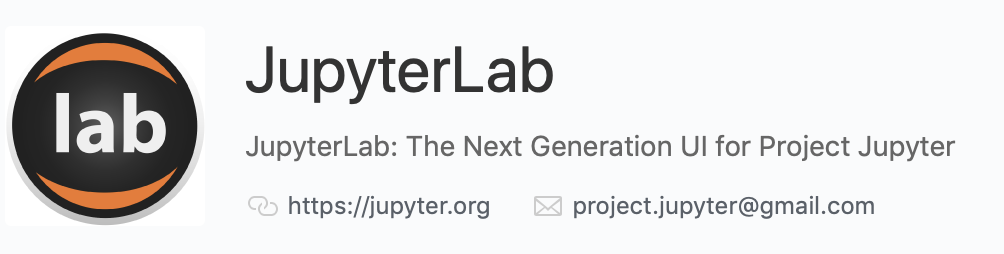 lab
JupyterLab
JupyterLab: The Next Generation UI for Project Jupyter
https://jupyter.org project.jupyter@gmail.com